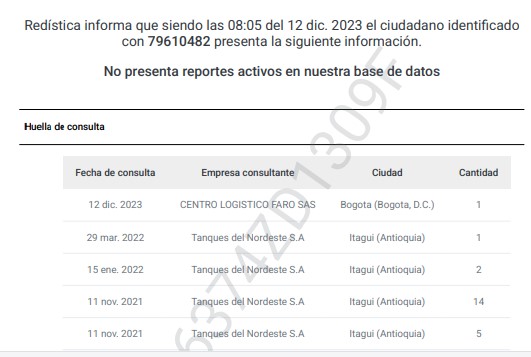 Redística informa que siendo las 08:05 del 12 dic. 2023 el ciudadano identificado
con 79610482 presenta la siguiente información.
No presenta reportes activos en nuestra base de datos
Huella de consulta
Fecha de consulta Empresa consultante Ciudad Cantidad
12 dic. 2023 CENTRO LOGISTICO FARO SAS Bogota (Bogota, D.C.) 1
29 mar. 2022 Tanques del Nordeste S.A Itagui (Antioquia) 1
15 ene. 2022 Tanques del Nordeste S.A Itagui (Antioquia) 2
11 nov. 2021 Tanques del Nordeste S.A Itagui (Antioquia) 14
11 nov. 2021 Tanques del Nordeste S.A Itagui (Antioquia) 5
6374ZD1309F